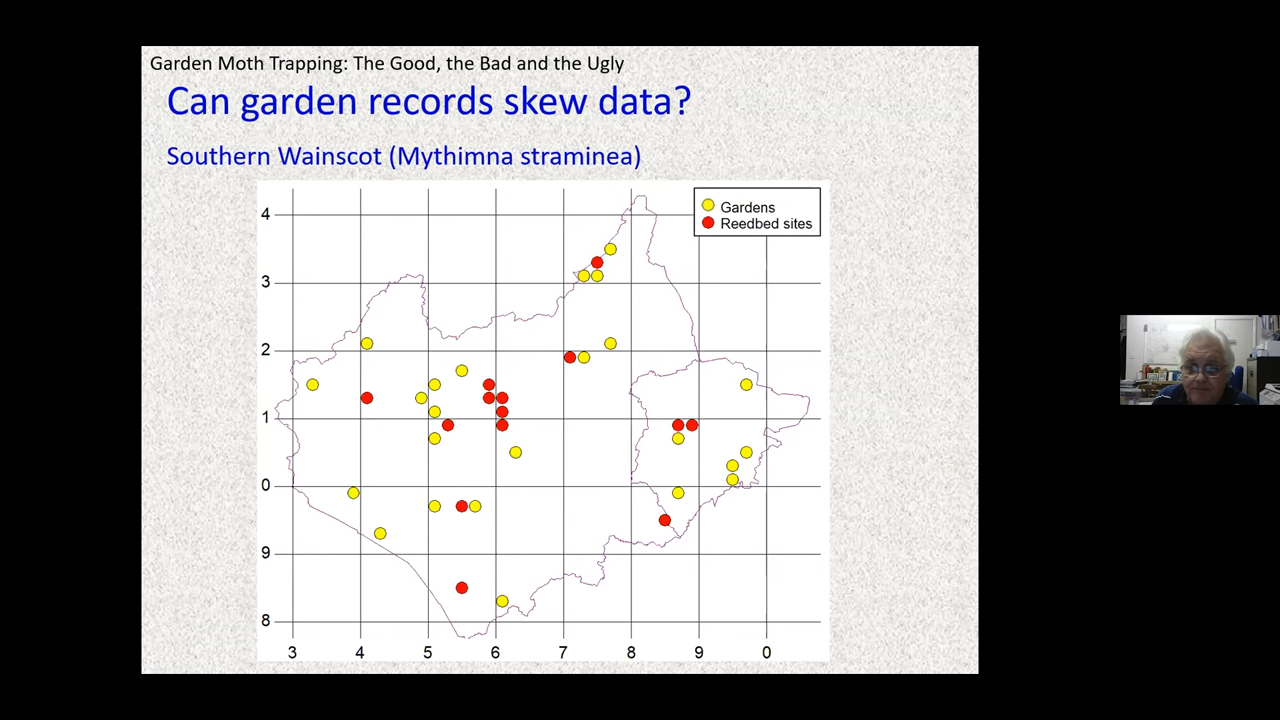 Garden Moth Trapping: The Good, the Bad and the Ugly
Can garden records skew data?
Southern Wainscot (Mythimna straminea)
Gardens
Reedbed sites
4
3
2
1
0
9
8
3 4 5 6 7 8 9 0